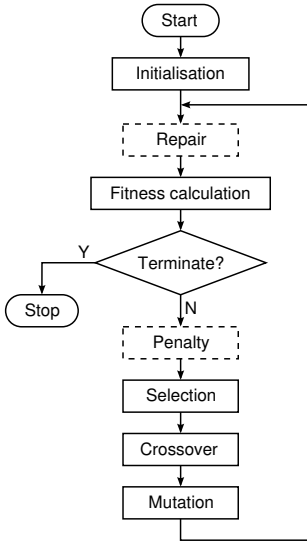 Start
Initialisation
Repair
Fitness calculation
Terminate?
Y
Stop
N
Penalty
Selection
Crossover
Mutation